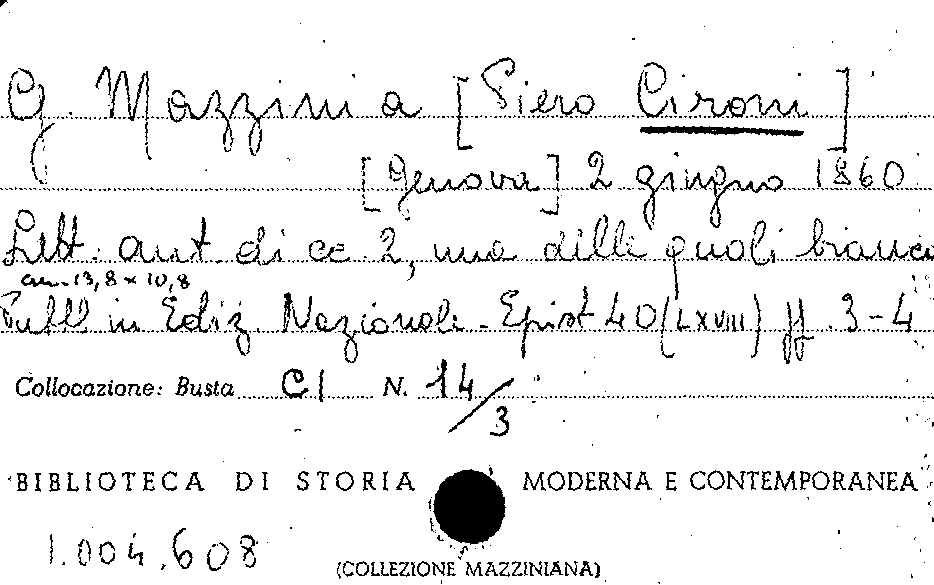 G. Mazzini a [Piero Cironi]
[Genova] 2 giugno 1860
Lett. aut. di cc. 2, una delle quali bianca
cm. 13,8 x 10,8
Pubbl in Ediz. Nazionali - Epist 40 (LXVIII) pp. 3-4
Collocazione: Busta CI N. 14/3
BIBLIOTECA DI STORIA MODERNA E CONTEMPORANEA
1.004.608
(COLLEZIONE MAZZINIANA)